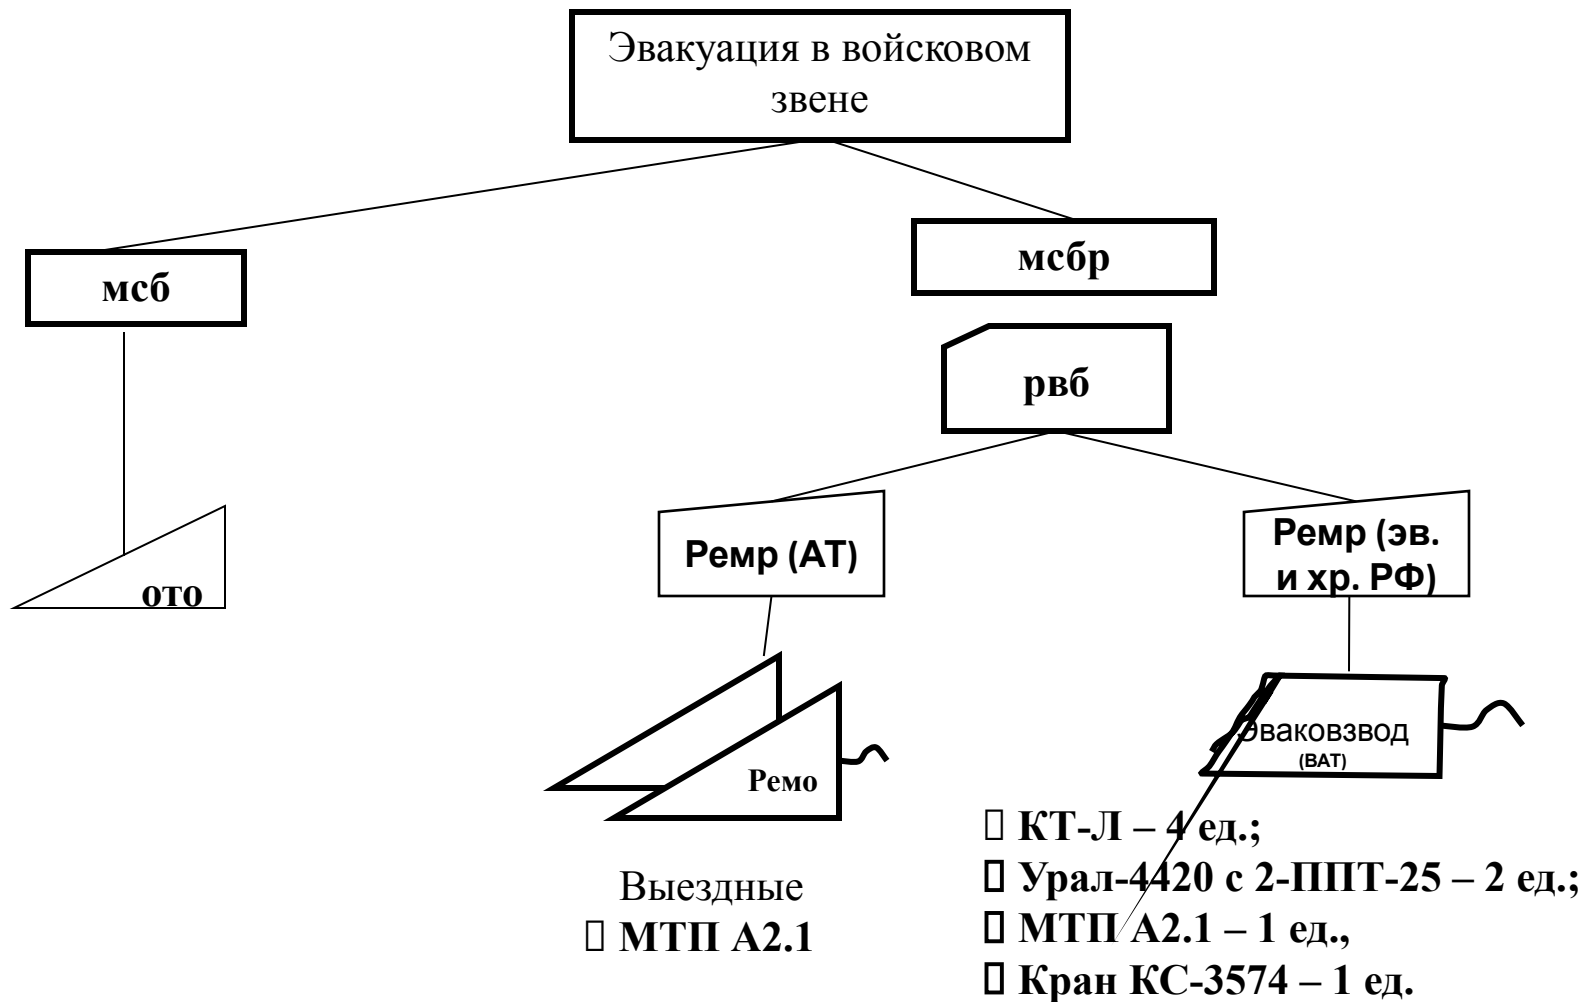 Эвакуация в войсковом
звене
мсб
мсбр
рвб
ото
Ремр (АТ)
Ремр (эв.
и хр. РФ)
Ремо
Эваковзвод
(ВАТ)
Выездные
МТП А2.1
КТ-Л – 4 ед.;
Урал-4420 с 2-ППТ-25 – 2 ед.;
МТП А2.1 – 1 ед.,
Кран КС-3574 – 1 ед.